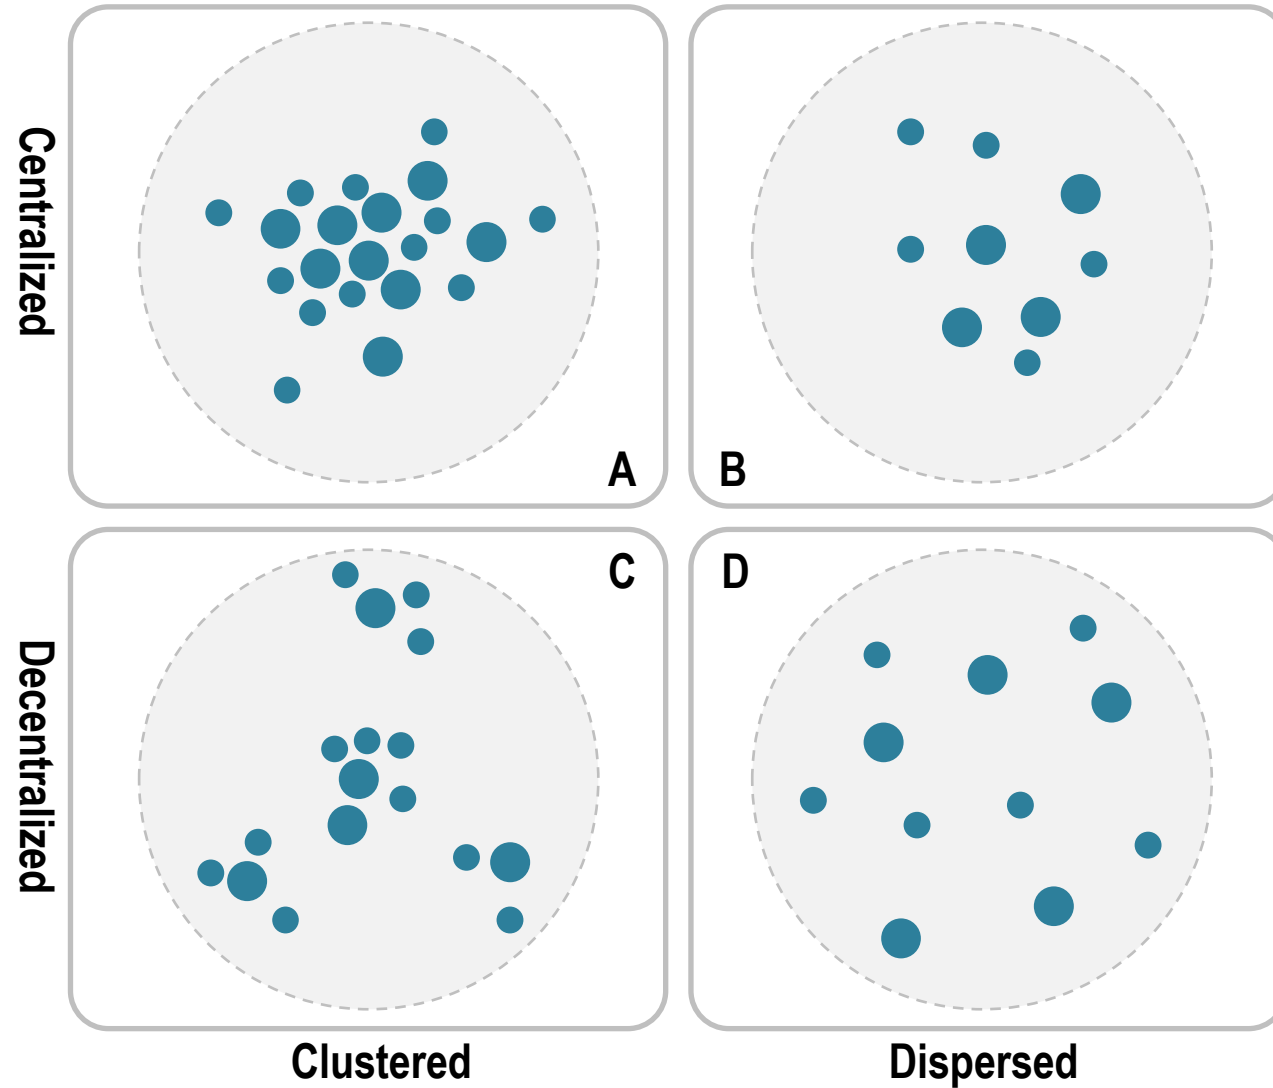 Centralized
A
B
C
D
Decentralized
Clustered
Dispersed